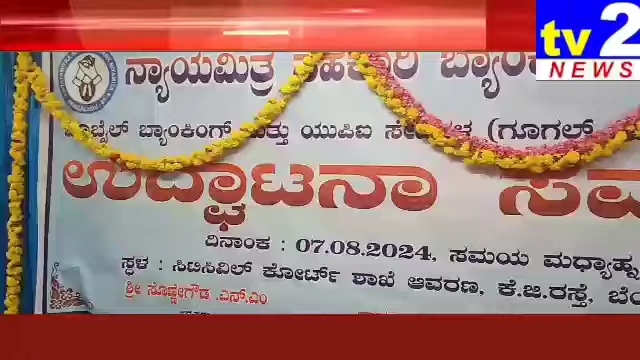 tv2
NEWS
ನ್ಯಾಯಮಿತ್ರ ಸಹಕಾರಿ ಬ್ಯಾಂಕ್
ಬ್ಯಾಂಕಿಂಗ್ ಮತ್ತು ಯುಪಿಐ (ಗೂಗಲ್
ಉದ್ಘಾಟನಾ ಸಮಾ
ದಿನಾಂಕ : 07.08.2024, ಸಮಯ ಮಧ್ಯಾಹ್ನ
ಸ್ಥಳ : ಸಿಟಿಸಿವಿಲ್ ಕೋರ್ಟ್ ಶಾಖೆ ಆವರಣ, ಕೆ.ಜಿ.ರಸ್ತೆ, ಬೆಂ
ಶ್ರೀ ಸೊಣ್ಣೇಗೌಡ .ಎನ್.ಎಂ